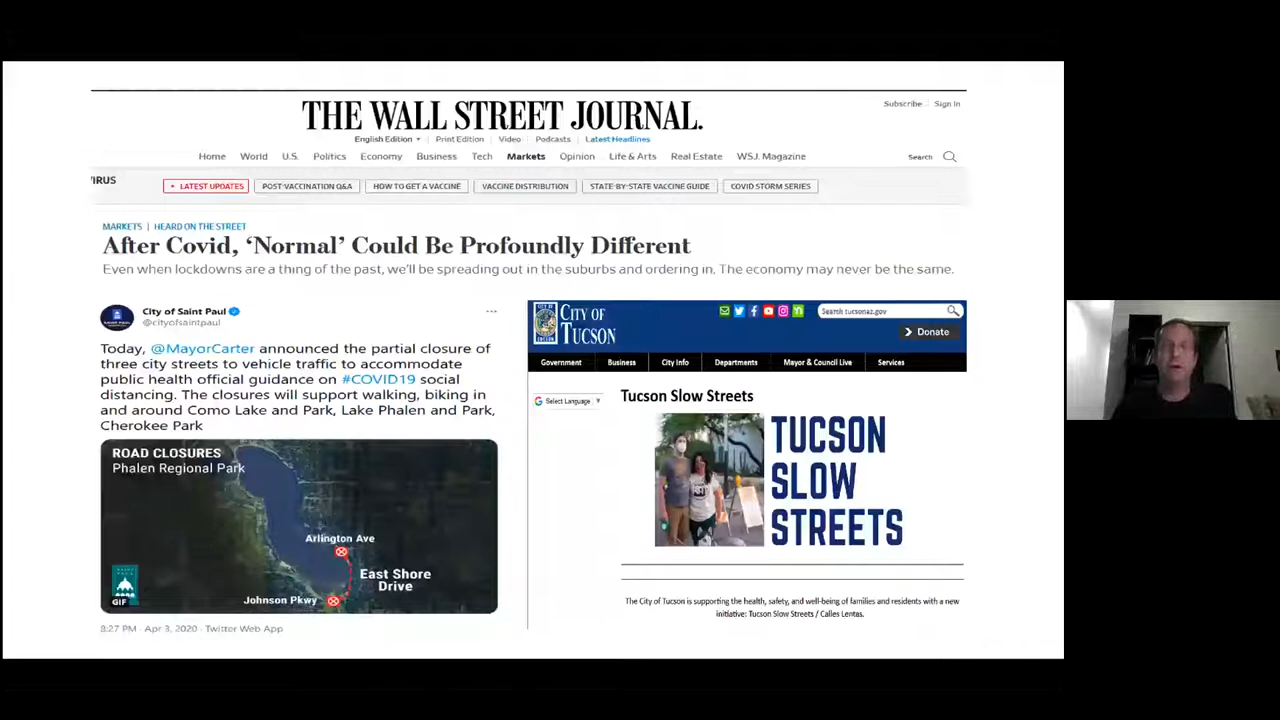 THE WALL STREET JOURNAL.
Subscribe Sign In
English Edition Print Edition Video Podcasts Latest Headlines
Home World U.S. Politics Economy Business Tech Markets Opinion Life & Arts Real Estate WSJ. Magazine Search
IRUS LATEST UPDATES POST-VACCINATION Q&A HOW TO GET A VACCINE VACCINE DISTRIBUTION STATE-BY-STATE VACCINE GUIDE COVID STORM SERIES
MARKETS | HEARD ON THE STREET
After Covid, ‘Normal’ Could Be Profoundly Different
Even when lockdowns are a thing of the past, we’ll be spreading out in the suburbs and ordering in. The economy may never be the same.
City of Saint Paul
@cityofsaintpaul
Today, @MayorCarter announced the partial closure of
three city streets to vehicle traffic to accommodate
public health official guidance on #COVID19 social
distancing. The closures will support walking, biking in
and around Como Lake and Park, Lake Phalen and Park,
Cherokee Park
ROAD CLOSURES
Phalen Regional Park
Arlington Ave
East Shore
Drive
Johnson Pkwy
GIF
8:27 PM · Apr 3, 2020 · Twitter Web App
CITY OF
TUCSON
Search tucsonaz.gov
Donate
Government Business City Info Departments Mayor & Council Live Services
Select Language
Tucson Slow Streets
TUCSON
SLOW
STREETS
The City of Tucson is supporting the health, safety, and well-being of families and residents with a new
initiative: Tucson Slow Streets / Calles Lentas.